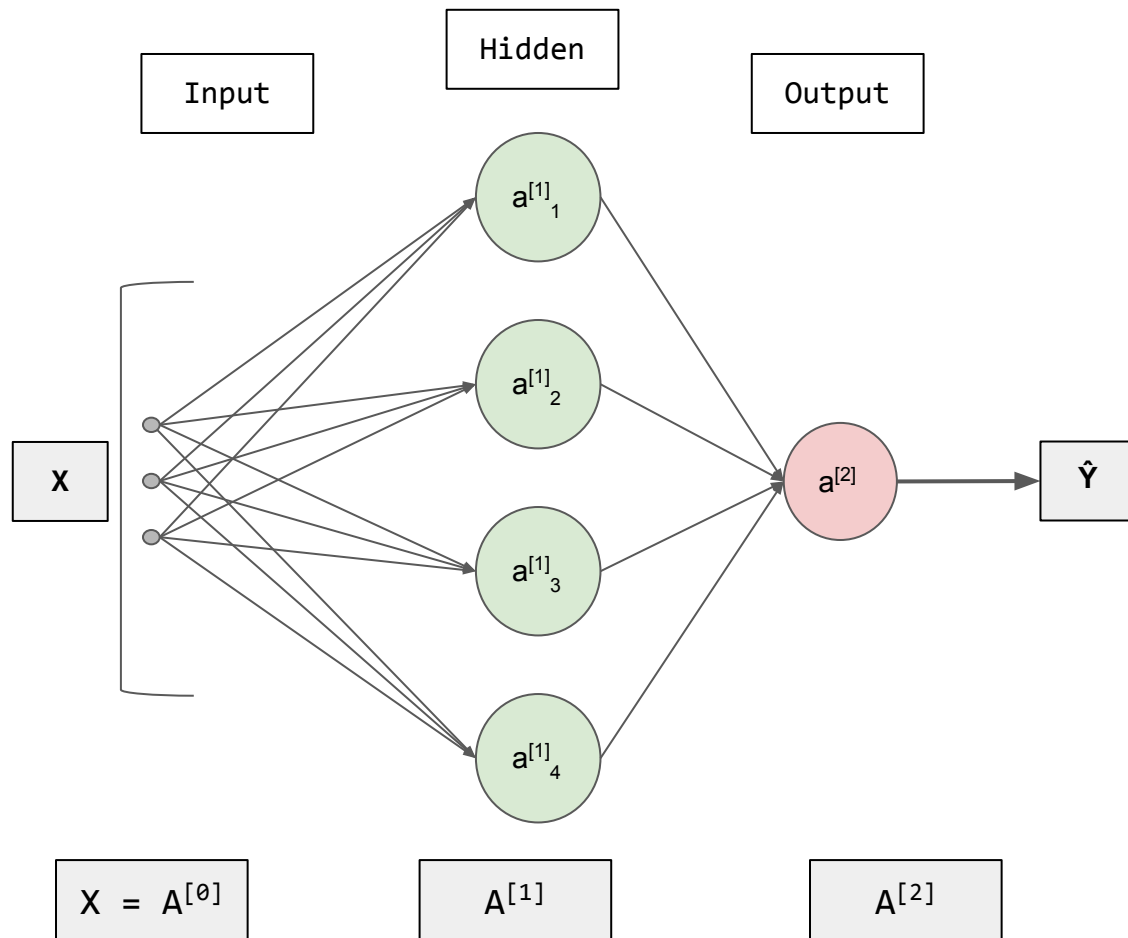 Hidden
Input
Output
a[1]1
a[1]2
X
a[2]
Ŷ
a[1]3
a[1]4
X = A[0]
A[1]
A[2]